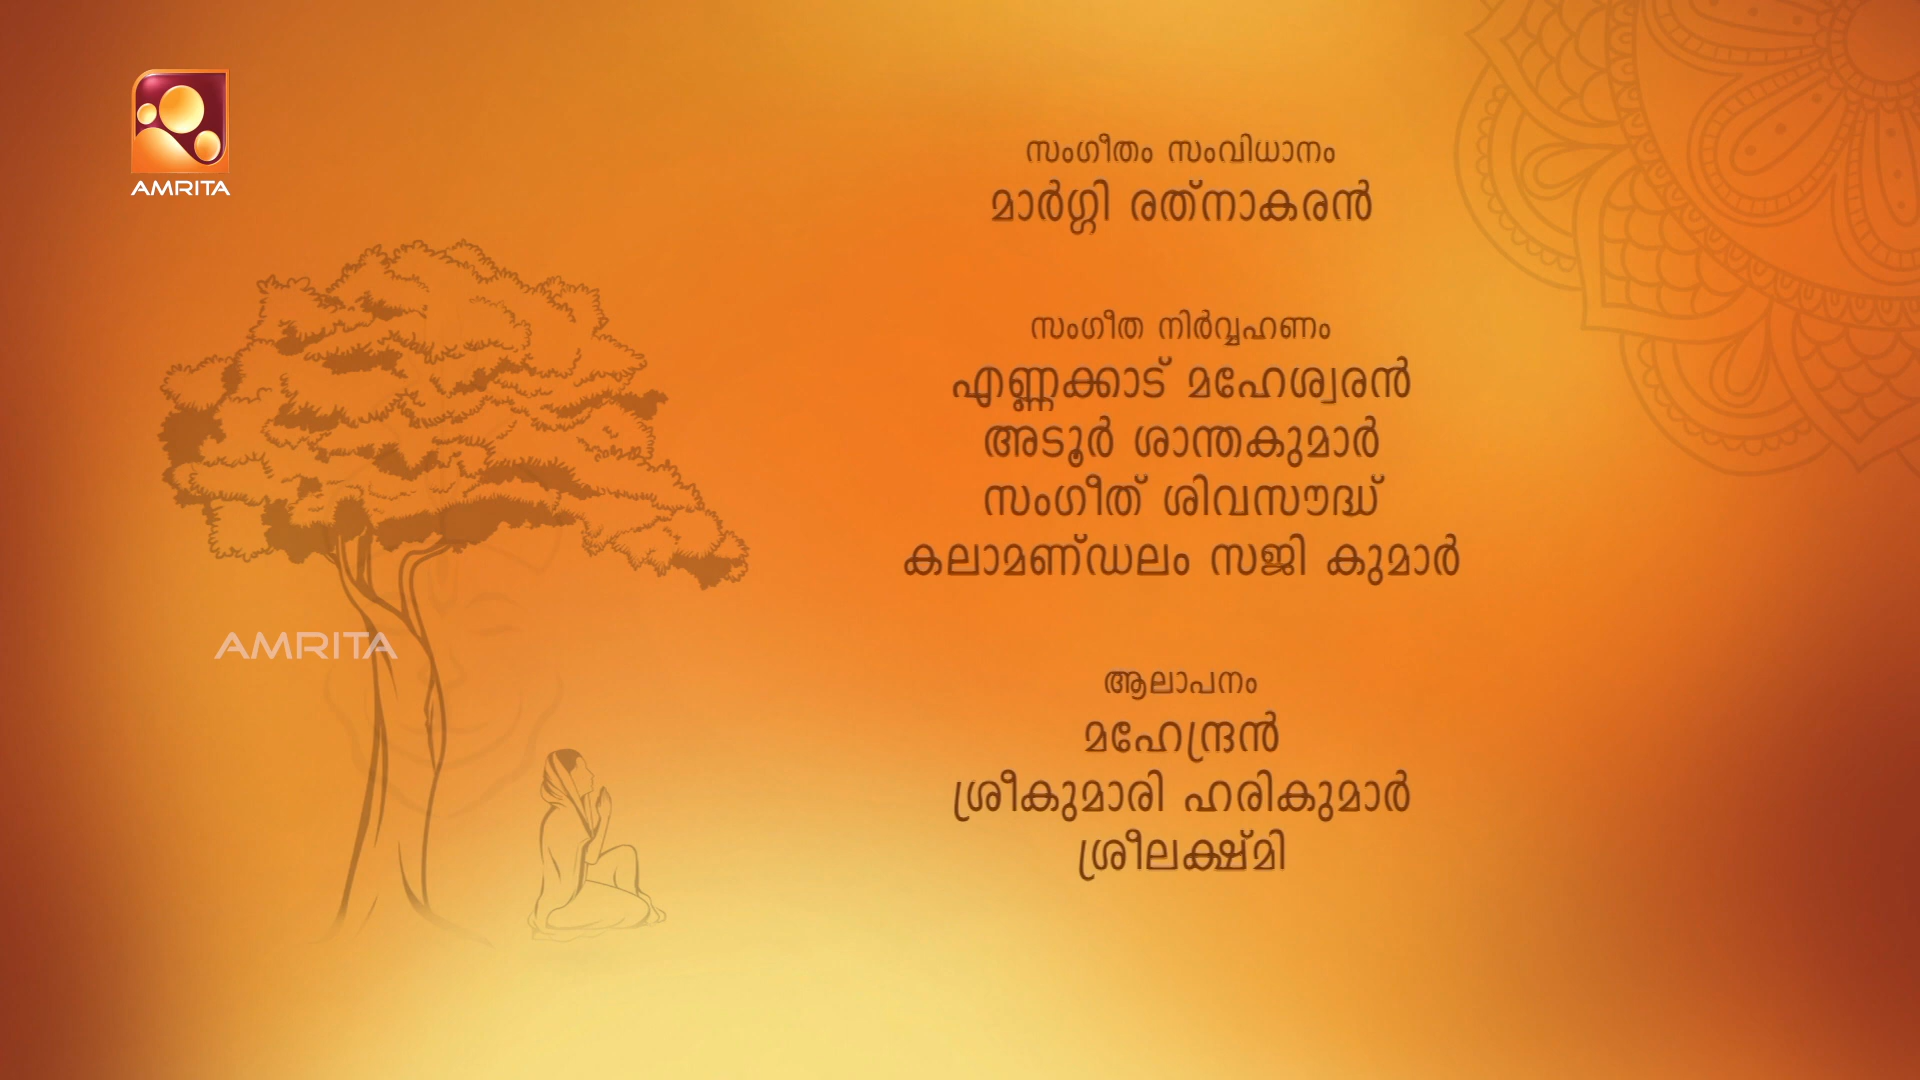 AMRITA
സംഗീതം സംവിധാനം
മാർഗ്ഗി രത്നാകരൻ
സംഗീത നിർവ്വഹണം
എണ്ണക്കാട് മഹേശ്വരൻ
അടൂർ ശാന്തകുമാർ
സംഗീത് ശിവസൗദ്ധ്
കലാമണ്ഡലം സജി കുമാർ
AMRITA
ആലാപനം
മഹേന്ദ്രൻ
ശ്രീകുമാരി ഹരികുമാർ
ശ്രീലക്ഷ്മി